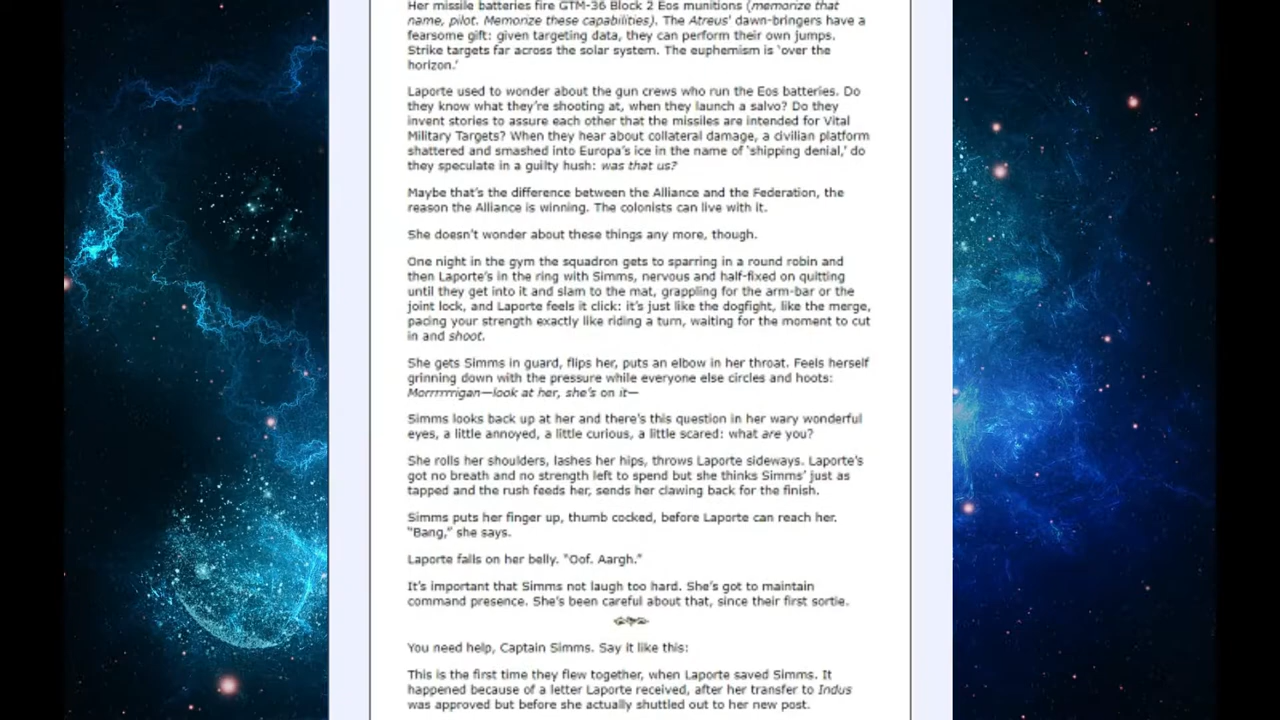 Her missile batteries fire GTM-36 Block 2 Eos munitions (memorize that
name, pilot. Memorize these capabilities). The Atreus' dawn-bringers have a
fearsome gift: given targeting data, they can perform their own jumps.
Strike targets far across the solar system. The euphemism is 'over the
horizon.'
Laporte used to wonder about the gun crews who run the Eos batteries. Do
they know what they're shooting at, when they launch a salvo? Do they
invent stories to assure each other that the missiles are intended for Vital
Military Targets? When they hear about collateral damage, a civilian platform
shattered and smashed into Europa's ice in the name of 'shipping denial,' do
they speculate in a guilty hush: was that us?
Maybe that's the difference between the Alliance and the Federation, the
reason the Alliance is winning. The colonists can live with it.
She doesn't wonder about these things any more, though.
One night in the gym the squadron gets to sparring in a round robin and
then Laporte's in the ring with Simms, nervous and half-fixed on quitting
until they get into it and slam to the mat, grappling for the arm-bar or the
joint lock, and Laporte feels it click: it's just like the dogfight, like the merge,
pacing your strength exactly like riding a turn, waiting for the moment to cut
in and shoot.
She gets Simms in guard, flips her, puts an elbow in her throat. Feels herself
grinning down with the pressure while everyone else circles and hoots:
Morrrrrrigan—look at her, she's on it—
Simms looks back up at her and there's this question in her wary wonderful
eyes, a little annoyed, a little curious, a little scared: what are you?
She rolls her shoulders, lashes her hips, throws Laporte sideways. Laporte's
got no breath and no strength left to spend but she thinks Simms' just as
tapped and the rush feeds her, sends her clawing back for the finish.
Simms puts her finger up, thumb cocked, before Laporte can reach her.
"Bang," she says.
Laporte falls on her belly. "Oof. Aargh."
It's important that Simms not laugh too hard. She's got to maintain
command presence. She's been careful about that, since their first sortie.
You need help, Captain Simms. Say it like this:
This is the first time they flew together, when Laporte saved Simms. It
happened because of a letter Laporte received, after her transfer to Indus
was approved but before she actually shuttled out to her new post.